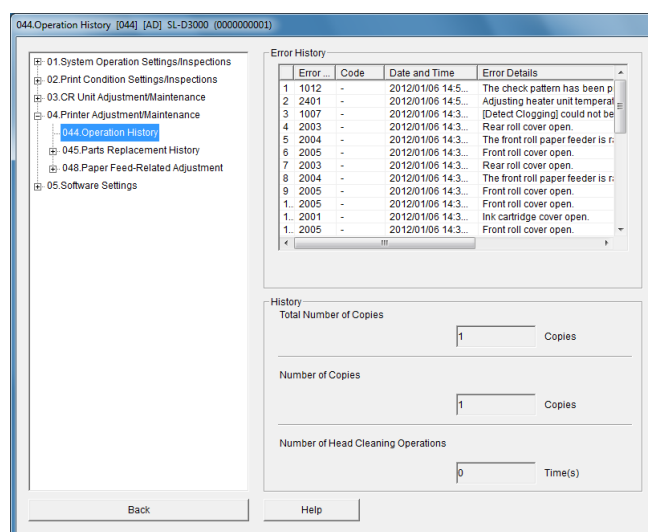 044.Operation History [044] [AD] SL-D3000 (0000000001)
01.System Operation Settings/Inspections
02.Print Condition Settings/Inspections
03.CR Unit Adjustment/Maintenance
04.Printer Adjustment/Maintenance
044.Operation History
045.Parts Replacement History
048.Paper Feed-Related Adjustment
05.Software Settings
Error History
Error ... Code Date and Time Error Details
1 1012 - 2012/01/06 14:5... The check pattern has been p
2 2401 - 2012/01/06 14:5... Adjusting heater unit temperat
3 1007 - 2012/01/06 14:3... [Detect Clogging] could not be
4 2003 - 2012/01/06 14:3... Rear roll cover open.
5 2004 - 2012/01/06 14:3... The front roll paper feeder is ra
6 2005 - 2012/01/06 14:3... Front roll cover open.
7 2003 - 2012/01/06 14:3... Rear roll cover open.
8 2004 - 2012/01/06 14:3... The front roll paper feeder is ra
9 2005 - 2012/01/06 14:3... Front roll cover open.
1.. 2005 - 2012/01/06 14:3... Front roll cover open.
1.. 2001 - 2012/01/06 14:3... Ink cartridge cover open.
1.. 2005 - 2012/01/06 14:3... Front roll cover open.
History
Total Number of Copies
1 Copies
Number of Copies
1 Copies
Number of Head Cleaning Operations
0 Time(s)
Back Help